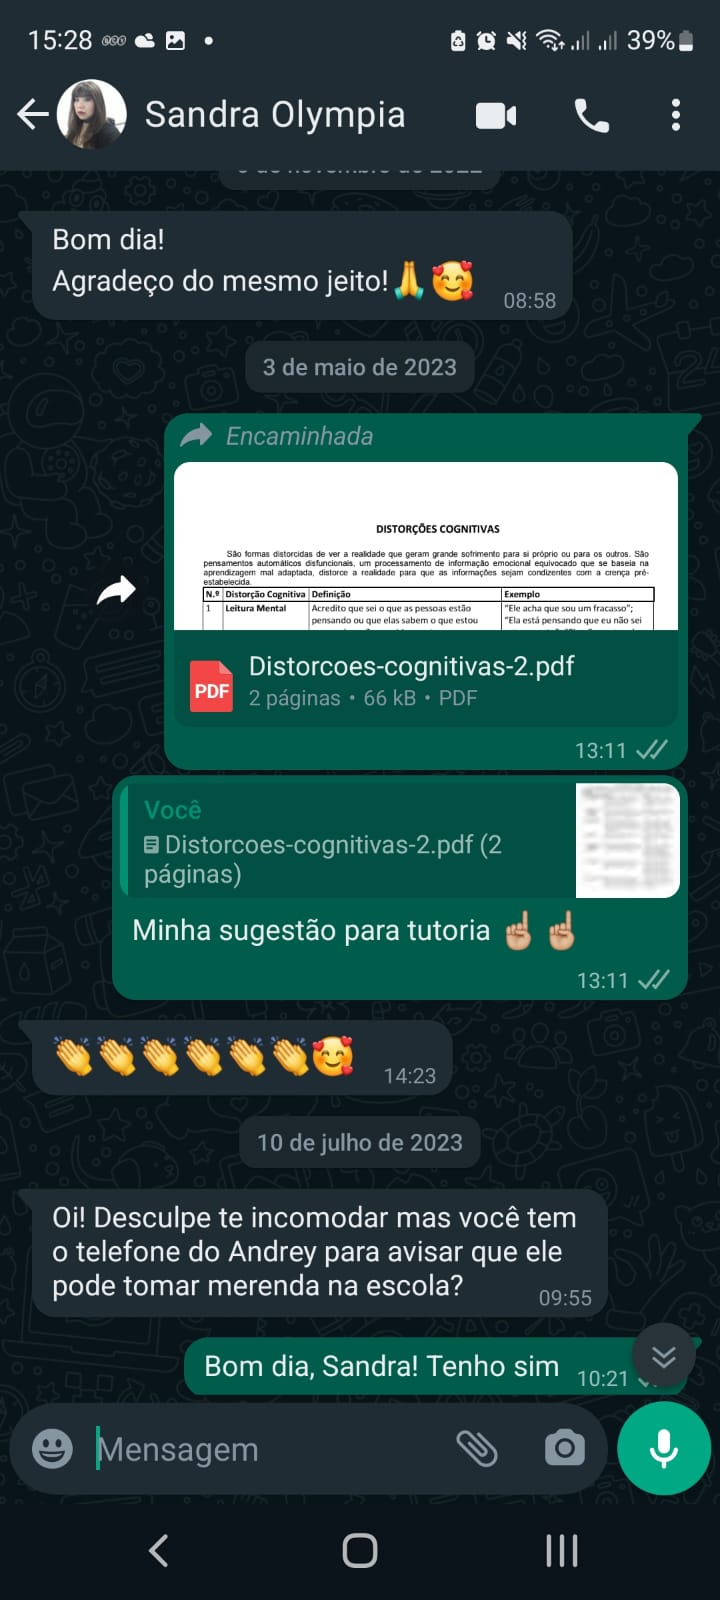 15:28
39%
Sandra Olympia
Bom dia!
Agradeço do mesmo jeito!🙏🥰
08:58
3 de maio de 2023
Encaminhada
DISTORÇÕES COGNITIVAS
São formas distorcidas de ver a realidade que geram grande sofrimento para si próprio ou para os outros. São
pensamentos automáticos disfuncionais, um processamento de informação emocional equivocado que se baseia na
aprendizagem mal adaptada, distorce a realidade para que as informações sejam condizentes com a crença pré-
estabelecida.
N.º Distorção Cognitiva Definição Exemplo
1 Leitura Mental Acredito que sei o que as pessoas estão "Ele acha que sou um fracasso";
pensando ou que elas sabem o que estou "Ela está pensando que eu não sei
PDF
Distorcoes-cognitivas-2.pdf
2 páginas • 66 kB • PDF
13:11
Você
Distorcoes-cognitivas-2.pdf (2
páginas)
Minha sugestão para tutoria ☝🏼 ☝🏼
13:11
👏👏👏👏👏👏🥰
14:23
10 de julho de 2023
Oi! Desculpe te incomodar mas você tem
o telefone do Andrey para avisar que ele
pode tomar merenda na escola?
09:55
Bom dia, Sandra! Tenho sim
10:21
Mensagem